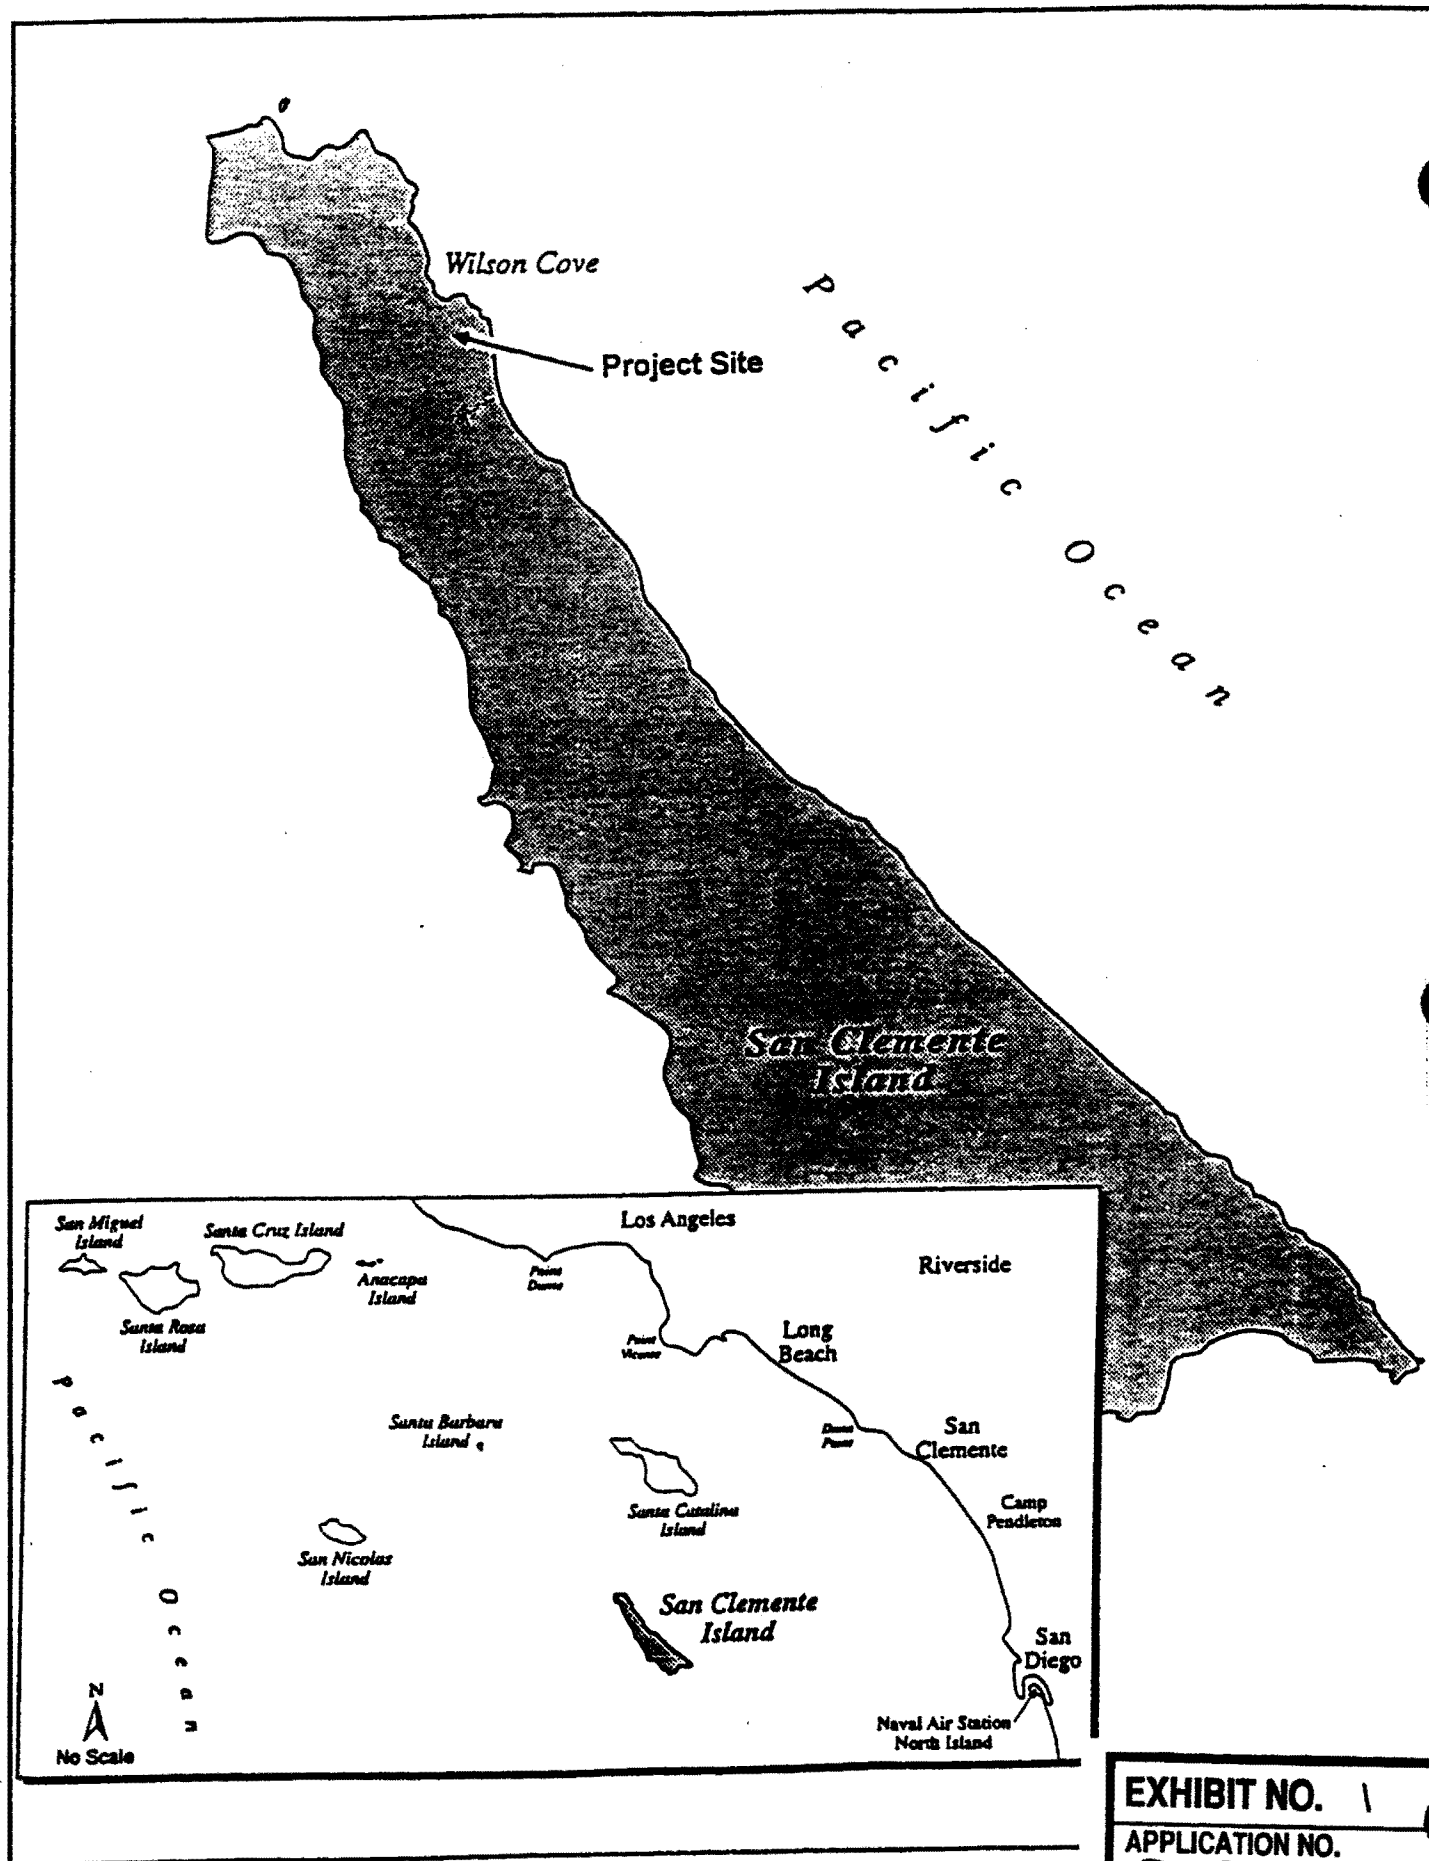 Wilson Cove
Project Site
Pacific Ocean
San Clemente
Island
San Miguel
Island
Santa Cruz Island
Anacapa
Island
Santa Rosa
Island
Los Angeles
Riverside
Point
Dume
Point
Vicente
Long
Beach
Santa Barbara
Island
Dana
Point
San
Clemente
Santa Catalina
Island
Camp
Pendleton
San Nicolas
Island
Pacific Ocean
San Clemente
Island
San
Diego
Naval Air Station
North Island
N
No Scale
EXHIBIT NO. 1
APPLICATION NO.